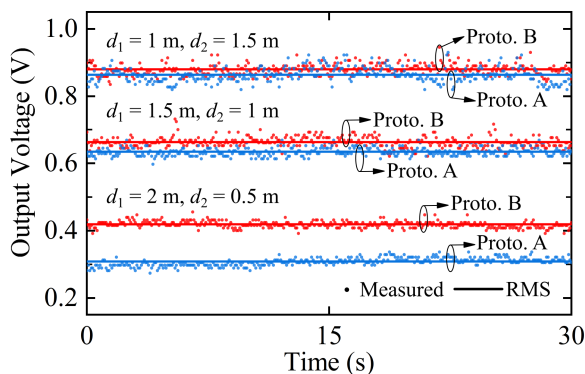 1.0
0.8
0.6
0.4
0.2
Output Voltage (V)
d₁ = 1 m, d₂ = 1.5 m
Proto. B
Proto. A
d₁ = 1.5 m, d₂ = 1 m
Proto. B
Proto. A
d₁ = 2 m, d₂ = 0.5 m
Proto. B
Proto. A
Measured
RMS
0
15
30
Time (s)